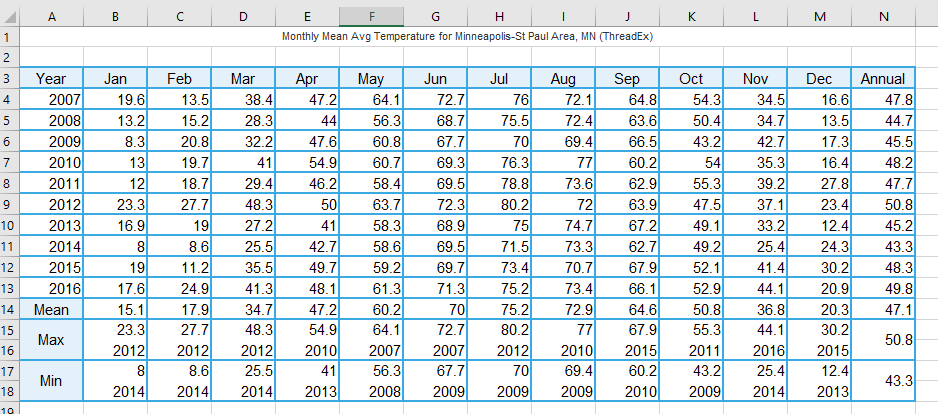 A B C D E F G H I J K L M N
1 Monthly Mean Avg Temperature for Minneapolis-St Paul Area, MN (ThreadEx)
2
3 Year Jan Feb Mar Apr May Jun Jul Aug Sep Oct Nov Dec Annual
4 2007 19.6 13.5 38.4 47.2 64.1 72.7 76 72.1 64.8 54.3 34.5 16.6 47.8
5 2008 13.2 15.2 28.3 44 56.3 68.7 75.5 72.4 63.6 50.4 34.7 13.5 44.7
6 2009 8.3 20.8 32.2 47.6 60.8 67.7 70 69.4 66.5 43.2 42.7 17.3 45.5
7 2010 13 19.7 41 54.9 60.7 69.3 76.3 77 60.2 54 35.3 16.4 48.2
8 2011 12 18.7 29.4 46.2 58.4 69.5 78.8 73.6 62.9 55.3 39.2 27.8 47.7
9 2012 23.3 27.7 48.3 50 63.7 72.3 80.2 72 63.9 47.5 37.1 23.4 50.8
10 2013 16.9 19 27.2 41 58.3 68.9 75 74.7 67.2 49.1 33.2 12.4 45.2
11 2014 8 8.6 25.5 42.7 58.6 69.5 71.5 73.3 62.7 49.2 25.4 24.3 43.3
12 2015 19 11.2 35.5 49.7 59.2 69.7 73.4 70.7 67.9 52.1 41.4 30.2 48.3
13 2016 17.6 24.9 41.3 48.1 61.3 71.3 75.2 73.4 66.1 52.9 44.1 20.9 49.8
14 Mean 15.1 17.9 34.7 47.2 60.2 70 75.2 72.9 64.6 50.8 36.8 20.3 47.1
15 23.3 27.7 48.3 54.9 64.1 72.7 80.2 77 67.9 55.3 44.1 30.2
Max 50.8
16 2012 2012 2012 2010 2007 2007 2012 2010 2015 2011 2016 2015
17 8 8.6 25.5 41 56.3 67.7 70 69.4 60.2 43.2 25.4 12.4
Min 43.3
18 2014 2014 2014 2013 2008 2009 2009 2009 2010 2009 2014 2013
19